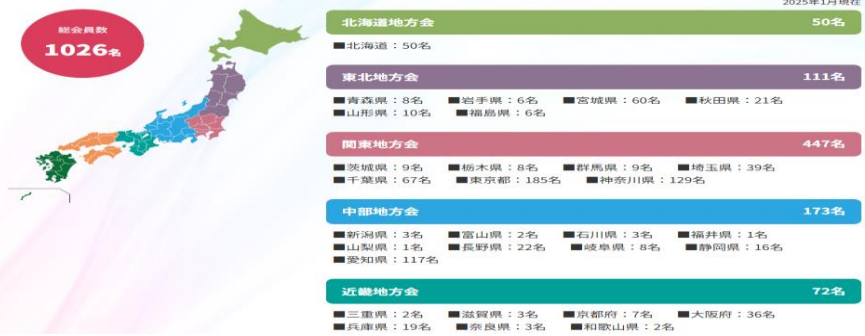 2025年1月現在
総会員数
1026名
北海道地方会 50名
■北海道：50名
東北地方会 111名
■青森県：8名 ■岩手県：6名 ■宮城県：60名 ■秋田県：21名
■山形県：10名 ■福島県：6名
関東地方会 447名
■茨城県：9名 ■栃木県：8名 ■群馬県：9名 ■埼玉県：39名
■千葉県：67名 ■東京都：185名 ■神奈川県：129名
中部地方会 173名
■新潟県：3名 ■富山県：2名 ■石川県：3名 ■福井県：1名
■山梨県：1名 ■長野県：22名 ■岐阜県：8名 ■静岡県：16名
■愛知県：117名
近畿地方会 72名
■三重県：2名 ■滋賀県：3名 ■京都府：7名 ■大阪府：36名
■兵庫県：19名 ■奈良県：3名 ■和歌山県：2名